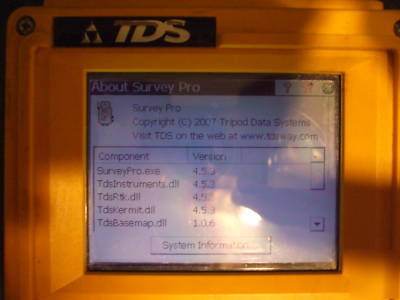 TDS
About Survey Pro ?
Survey Pro
Copyright (C) 2007 Tripod Data Systems
Visit TDS on the web at www.tdsway.com
Component Version
SurveyPro.exe 4.5.3
TdsInstruments.dll 4.5.3
TdsRtk.dll
TdsKermit.dll 4.5.3
TdsBasemap.dll 1.0.6
System Information...